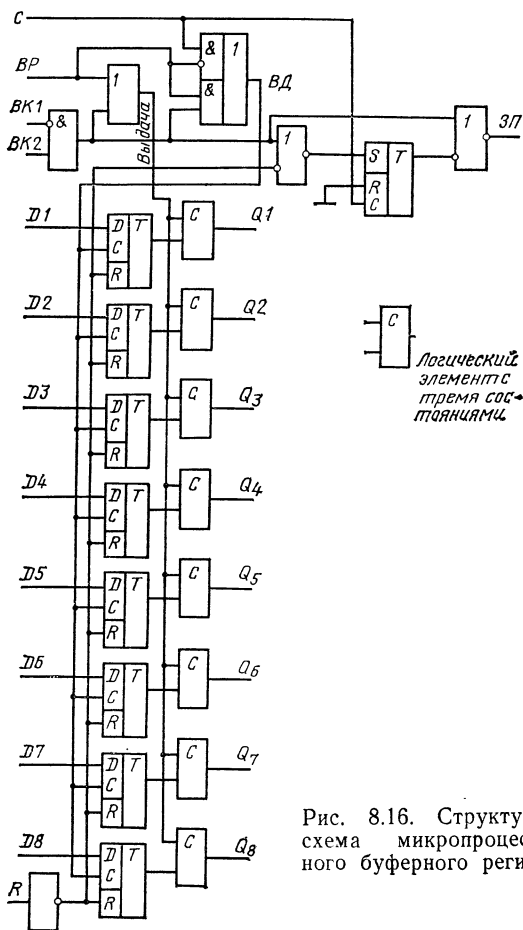 C
ВР
ВК1
ВК2
&
1
Выдача
&
&
1
ВД
1
S T
R
C
1
ЗП
D1
D T
C
R
C
Q1
D2
D T
C
R
C
Q2
C
Логический
элемент с
тремя сос-
тояниями
D3
D T
C
R
C
Q3
D4
D T
C
R
C
Q4
D5
D T
C
R
C
Q5
D6
D T
C
R
C
Q6
D7
D T
C
R
C
Q7
D8
D T
C
R
C
Q8
R
Рис. 8.16. Структу
схема микропроцес
ного буферного реги